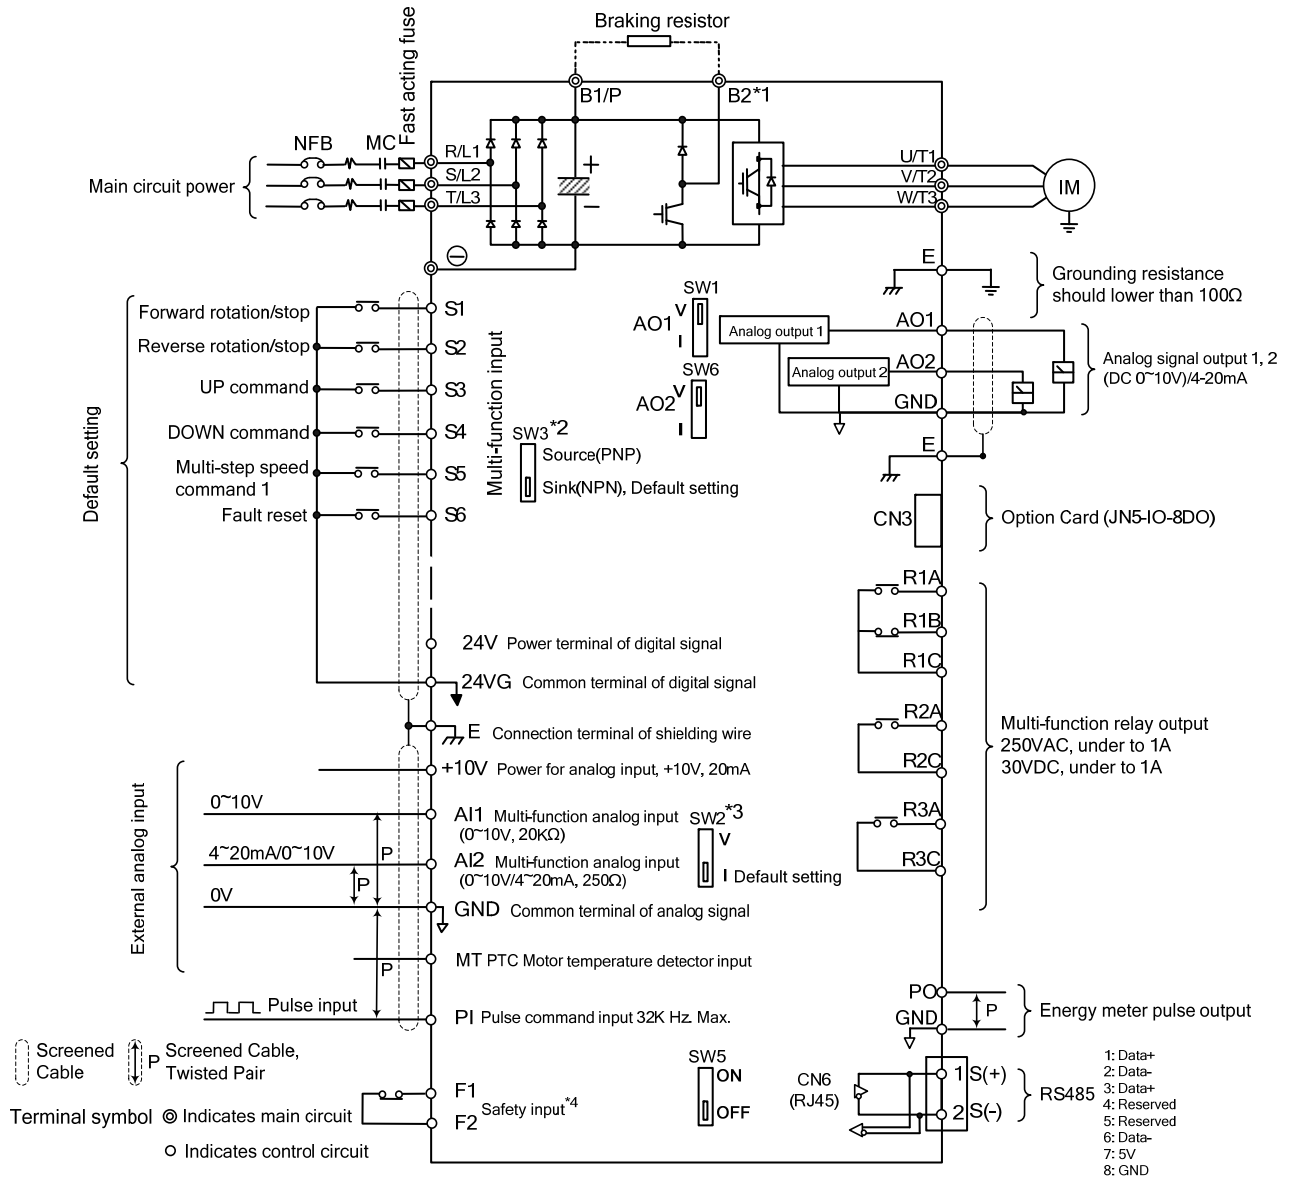 Braking resistor
Fast acting fuse
B1/P
B2*1
NFB
MC
R/L1
S/L2
T/L3
Main circuit power
+
−
U/T1
V/T2
W/T3
IM
E
Grounding resistance
should lower than 100Ω
Default setting
Forward rotation/stop
S1
Reverse rotation/stop
S2
UP command
S3
DOWN command
S4
Multi-step speed
command 1
S5
Fault reset
S6
Multi-function input
SW1
AO1
V
I
SW6
AO2
V
I
SW3*2
Source(PNP)
Sink(NPN), Default setting
Analog output 1
AO1
Analog output 2
AO2
GND
E
Analog signal output 1, 2
(DC 0~10V)/4-20mA
CN3
Option Card (JN5-IO-8DO)
R1A
R1B
R1C
R2A
R2C
R3A
R3C
Multi-function relay output
250VAC, under to 1A
30VDC, under to 1A
24V Power terminal of digital signal
24VG Common terminal of digital signal
E Connection terminal of shielding wire
External analog input
+10V Power for analog input, +10V, 20mA
0~10V
AI1 Multi-function analog input
(0~10V, 20KΩ)
4~20mA/0~10V
AI2 Multi-function analog input
(0~10V/4~20mA, 250Ω)
P
P
SW2*3
V
I Default setting
0V
GND Common terminal of analog signal
MT PTC Motor temperature detector input
P
Pulse input
PI Pulse command input 32K Hz. Max.
PO
P
GND
Energy meter pulse output
Screened
Cable
P
Screened Cable,
Twisted Pair
Terminal symbol
Indicates main circuit
Indicates control circuit
F1
F2
Safety input*4
SW5
ON
OFF
CN6
(RJ45)
1 S(+)
2 S(-)
RS485
1: Data+
2: Data-
3: Data+
4: Reserved
5: Reserved
6: Data-
7: 5V
8: GND